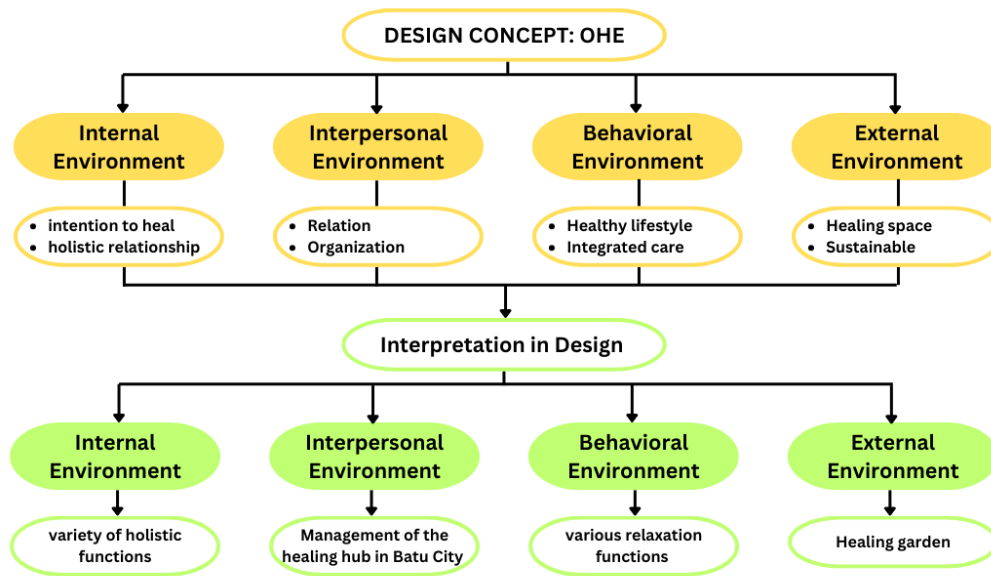 DESIGN CONCEPT: OHE
Internal
Environment
Interpersonal
Environment
Behavioral
Environment
External
Environment
• intention to heal
• holistic relationship
• Relation
• Organization
• Healthy lifestyle
• Integrated care
• Healing space
• Sustainable
Interpretation in Design
Internal
Environment
Interpersonal
Environment
Behavioral
Environment
External
Environment
variety of holistic
functions
Management of the
healing hub in Batu City
various relaxation
functions
Healing garden